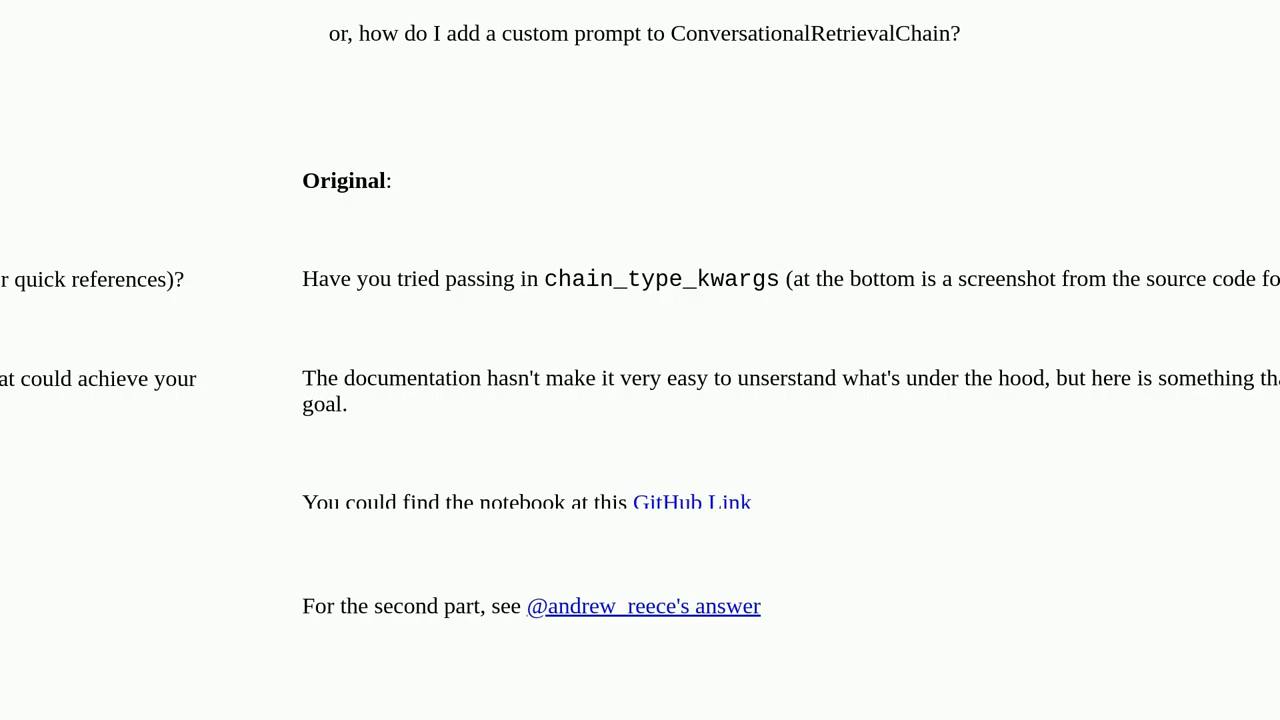 or, how do I add a custom prompt to ConversationalRetrievalChain?
Original:
r quick references)?
Have you tried passing in chain_type_kwargs (at the bottom is a screenshot from the source code fo
at could achieve your
The documentation hasn't make it very easy to unserstand what's under the hood, but here is something tha
goal.
You could find the notebook at this GitHub Link
For the second part, see @andrew_reece's answer